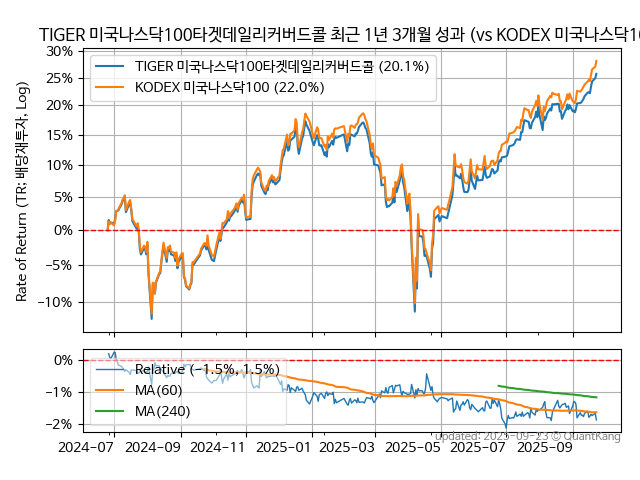 TIGER 미국나스닥100타겟데일리커버드콜 최근 1년 3개월 성과 (vs KODEX 미국나스닥10
TIGER 미국나스닥100타겟데일리커버드콜 (20.1%)
KODEX 미국나스닥100 (22.0%)
30%
25%
20%
15%
10%
5%
0%
−5%
−10%
Rate of Return (TR: 배당재투자, Log)
0%
−1%
−2%
Relative (−1.5%, 1.5%)
MA(60)
MA(240)
updated: 2025-09-23 © QuantKang
2024-07 2024-09 2024-11 2025-01 2025-03 2025-05 2025-07 2025-09